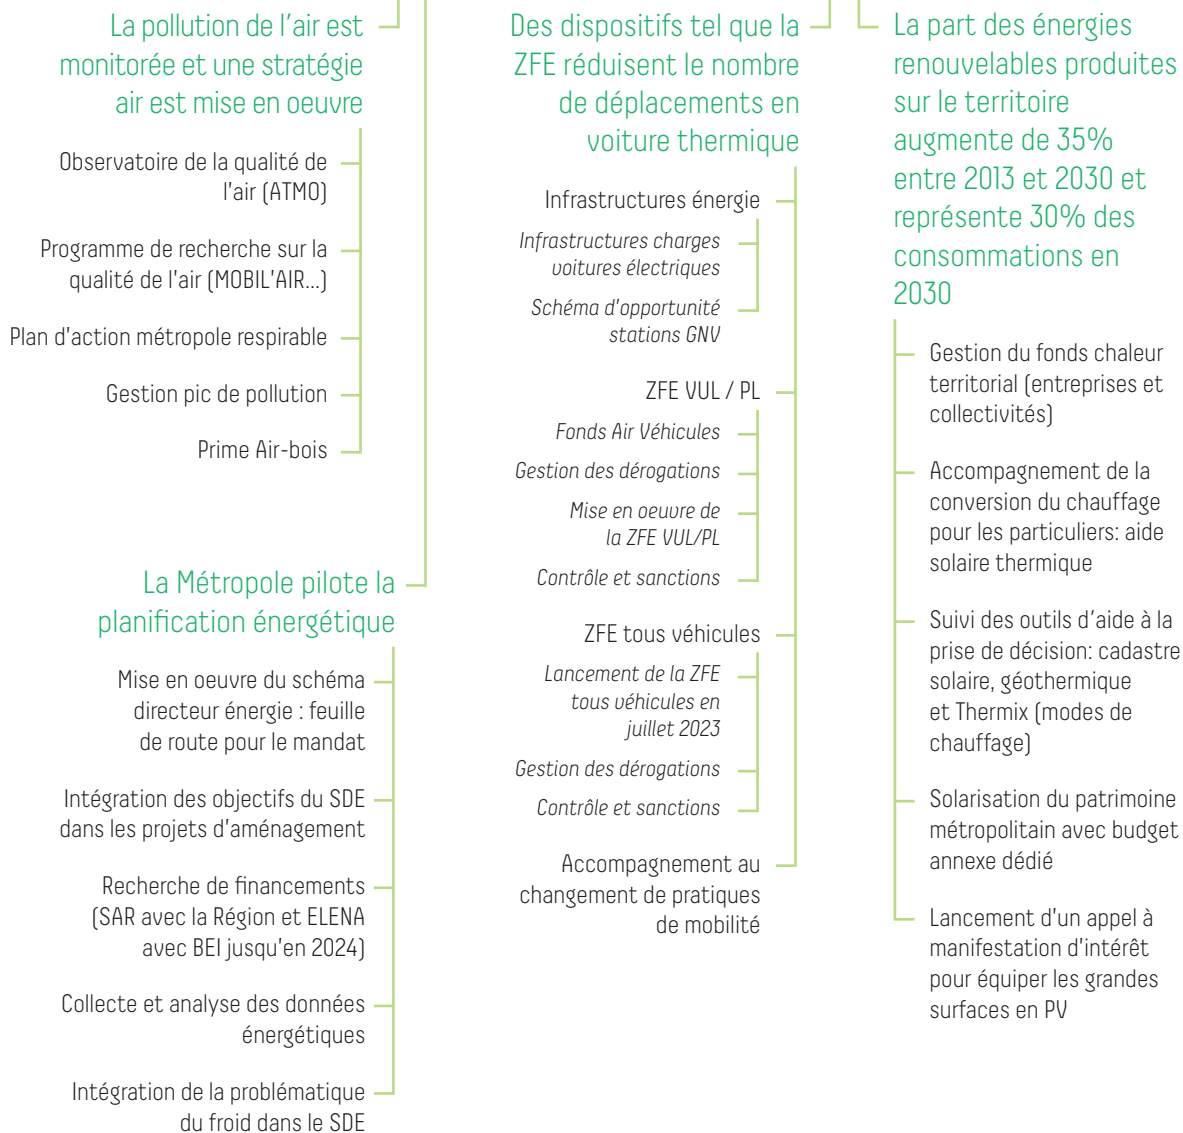 La pollution de l'air est
monitorée et une stratégie
air est mise en oeuvre
Observatoire de la qualité de
l'air (ATMO)
Programme de recherche sur la
qualité de l'air (MOBIL'AIR...)
Plan d'action métropole respirable
Gestion pic de pollution
Prime Air-bois
La Métropole pilote la
planification énergétique
Mise en oeuvre du schéma
directeur énergie : feuille
de route pour le mandat
Intégration des objectifs du SDE
dans les projets d'aménagement
Recherche de financements
(SAR avec la Région et ELENA
avec BEI jusqu'en 2024)
Collecte et analyse des données
énergétiques
Intégration de la problématique
du froid dans le SDE
Des dispositifs tel que la
ZFE réduisent le nombre
de déplacements en
voiture thermique
Infrastructures énergie
Infrastructures charges
voitures électriques
Schéma d'opportunité
stations GNV
ZFE VUL / PL
Fonds Air Véhicules
Gestion des dérogations
Mise en oeuvre de
la ZFE VUL/PL
Contrôle et sanctions
ZFE tous véhicules
Lancement de la ZFE
tous véhicules en
juillet 2023
Gestion des dérogations
Contrôle et sanctions
Accompagnement au
changement de pratiques
de mobilité
La part des énergies
renouvelables produites
sur le territoire
augmente de 35%
entre 2013 et 2030 et
représente 30% des
consommations en
2030
Gestion du fonds chaleur
territorial (entreprises et
collectivités)
Accompagnement de la
conversion du chauffage
pour les particuliers: aide
solaire thermique
Suivi des outils d'aide à la
prise de décision: cadastre
solaire, géothermique
et Thermix (modes de
chauffage)
Solarisation du patrimoine
métropolitain avec budget
annexe dédié
Lancement d'un appel à
manifestation d'intérêt
pour équiper les grandes
surfaces en PV